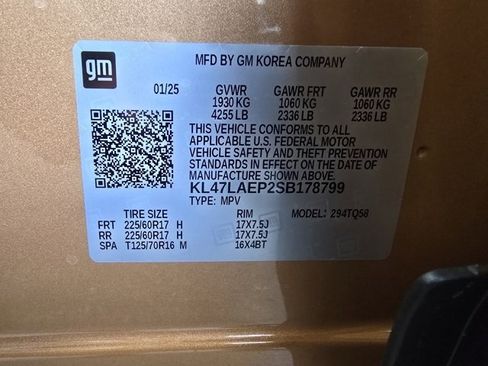 gm
MFD BY GM KOREA COMPANY
01/25 GVWR GAWR FRT GAWR RR
1930 KG 1060 KG 1060 KG
4255 LB 2336 LB 2336 LB
THIS VEHICLE CONFORMS TO ALL
APPLICABLE U.S. FEDERAL MOTOR
VEHICLE SAFETY AND THEFT PREVENTION
STANDARDS IN EFFECT ON THE DATE OF
MANUFACTURE SHOWN ABOVE.
KL47LAEP2SB178799
TYPE: MPV
TIRE SIZE RIM MODEL: 294TQ58
FRT 225/60R17 H 17X7.5J
RR 225/60R17 H 17X7.5J
SPA T125/70R16 M 16X4BT